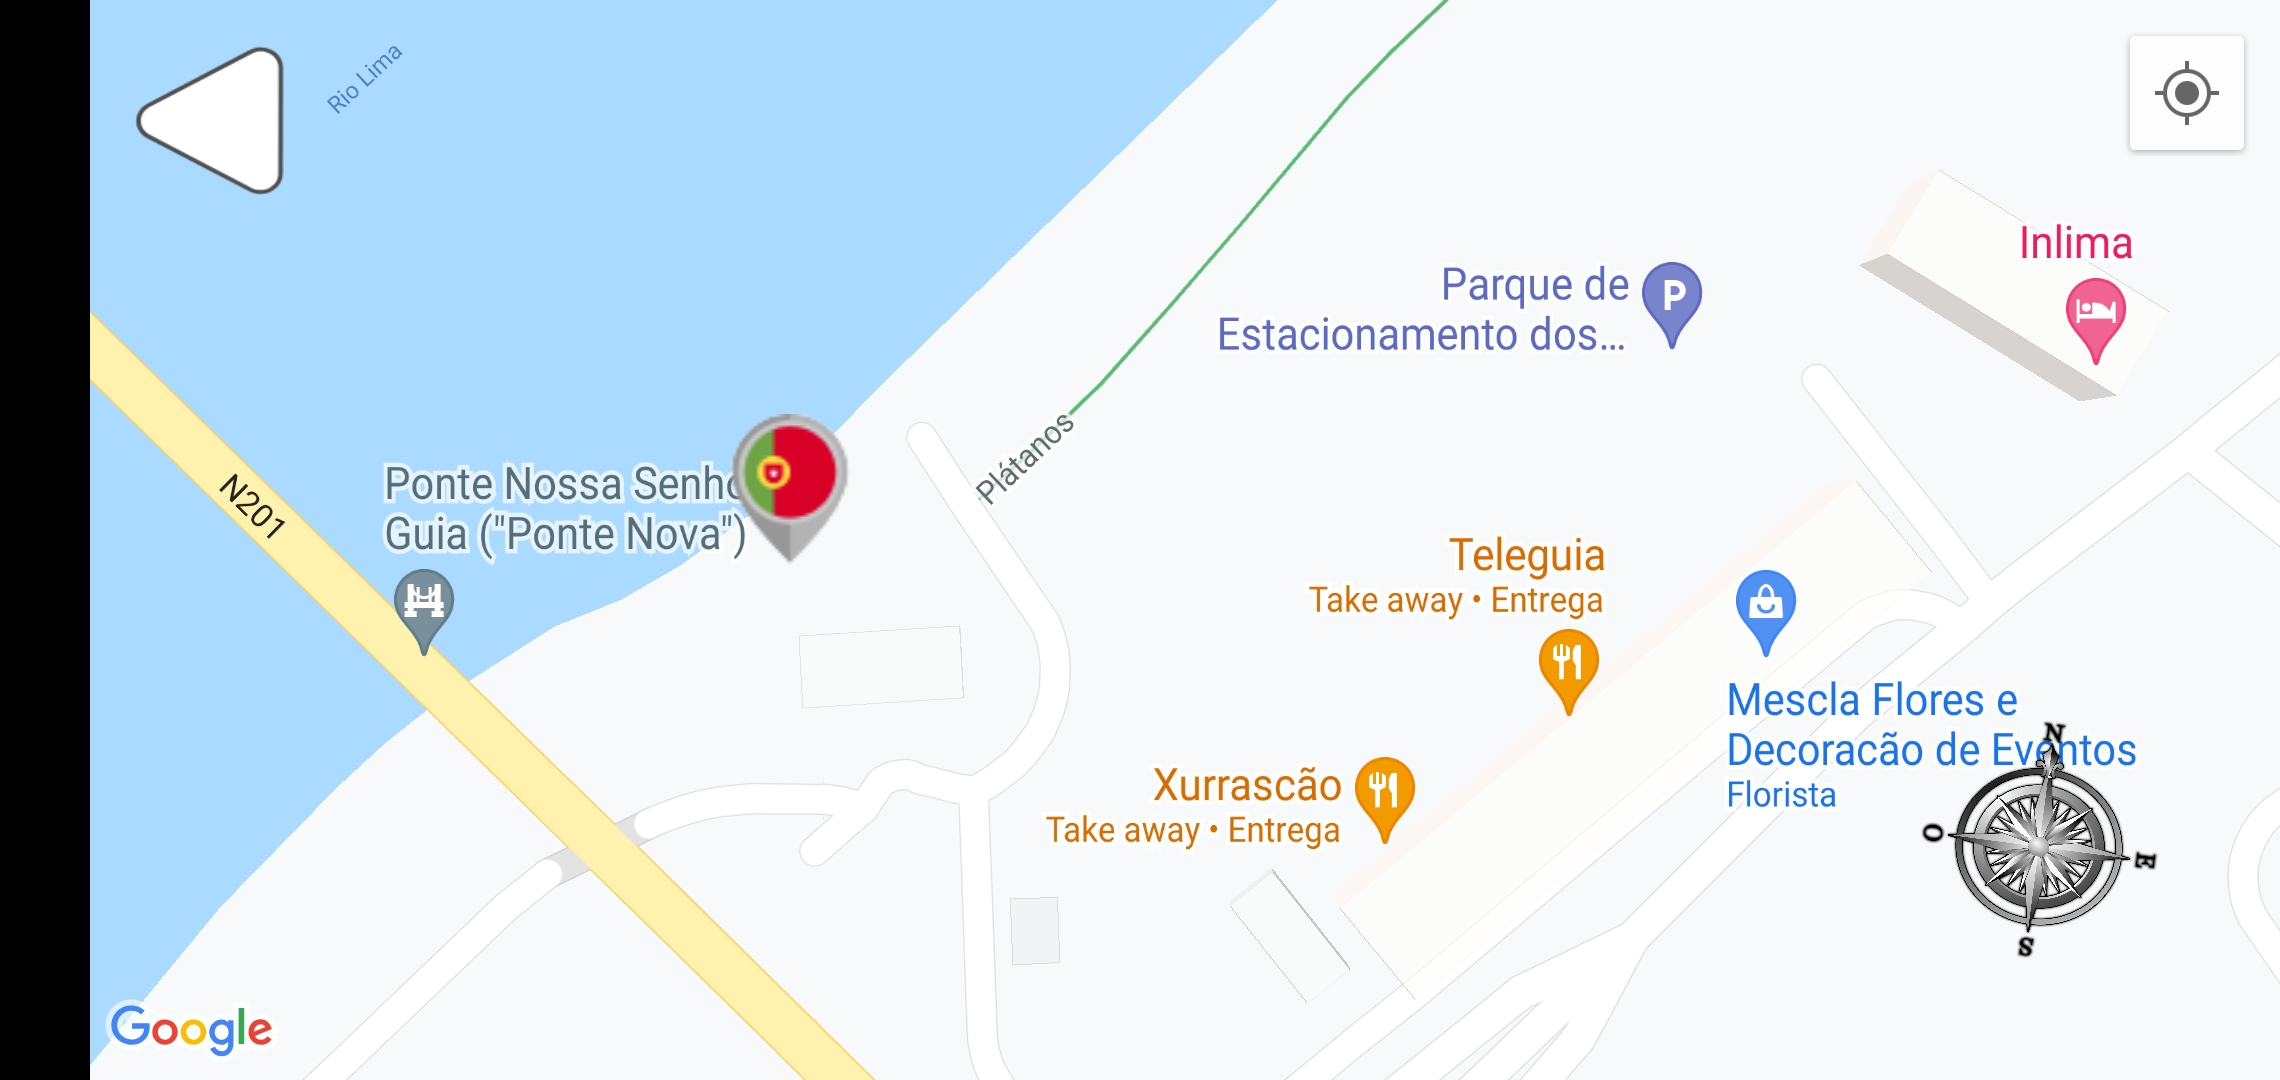 Rio Lima
Inlima
Parque de
Estacionamento dos...
P
Plátanos
N201
Ponte Nossa
Guia ("Ponte Nova")
Teleguia
Take away • Entrega
Mescla Flores e
Decoracão de Eventos
Florista
Xurrascão
Take away • Entrega
N
O
E
S
Google